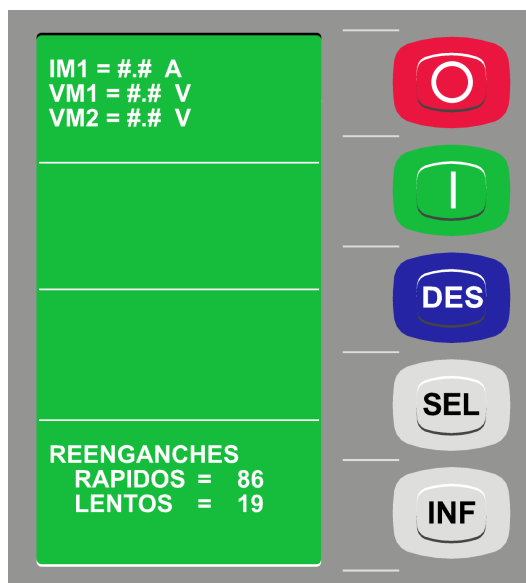 IM1 = #.# A
VM1 = #.# V
VM2 = #.# V
REENGANCHES
RAPIDOS = 86
LENTOS = 19
O
I
DES
SEL
INF